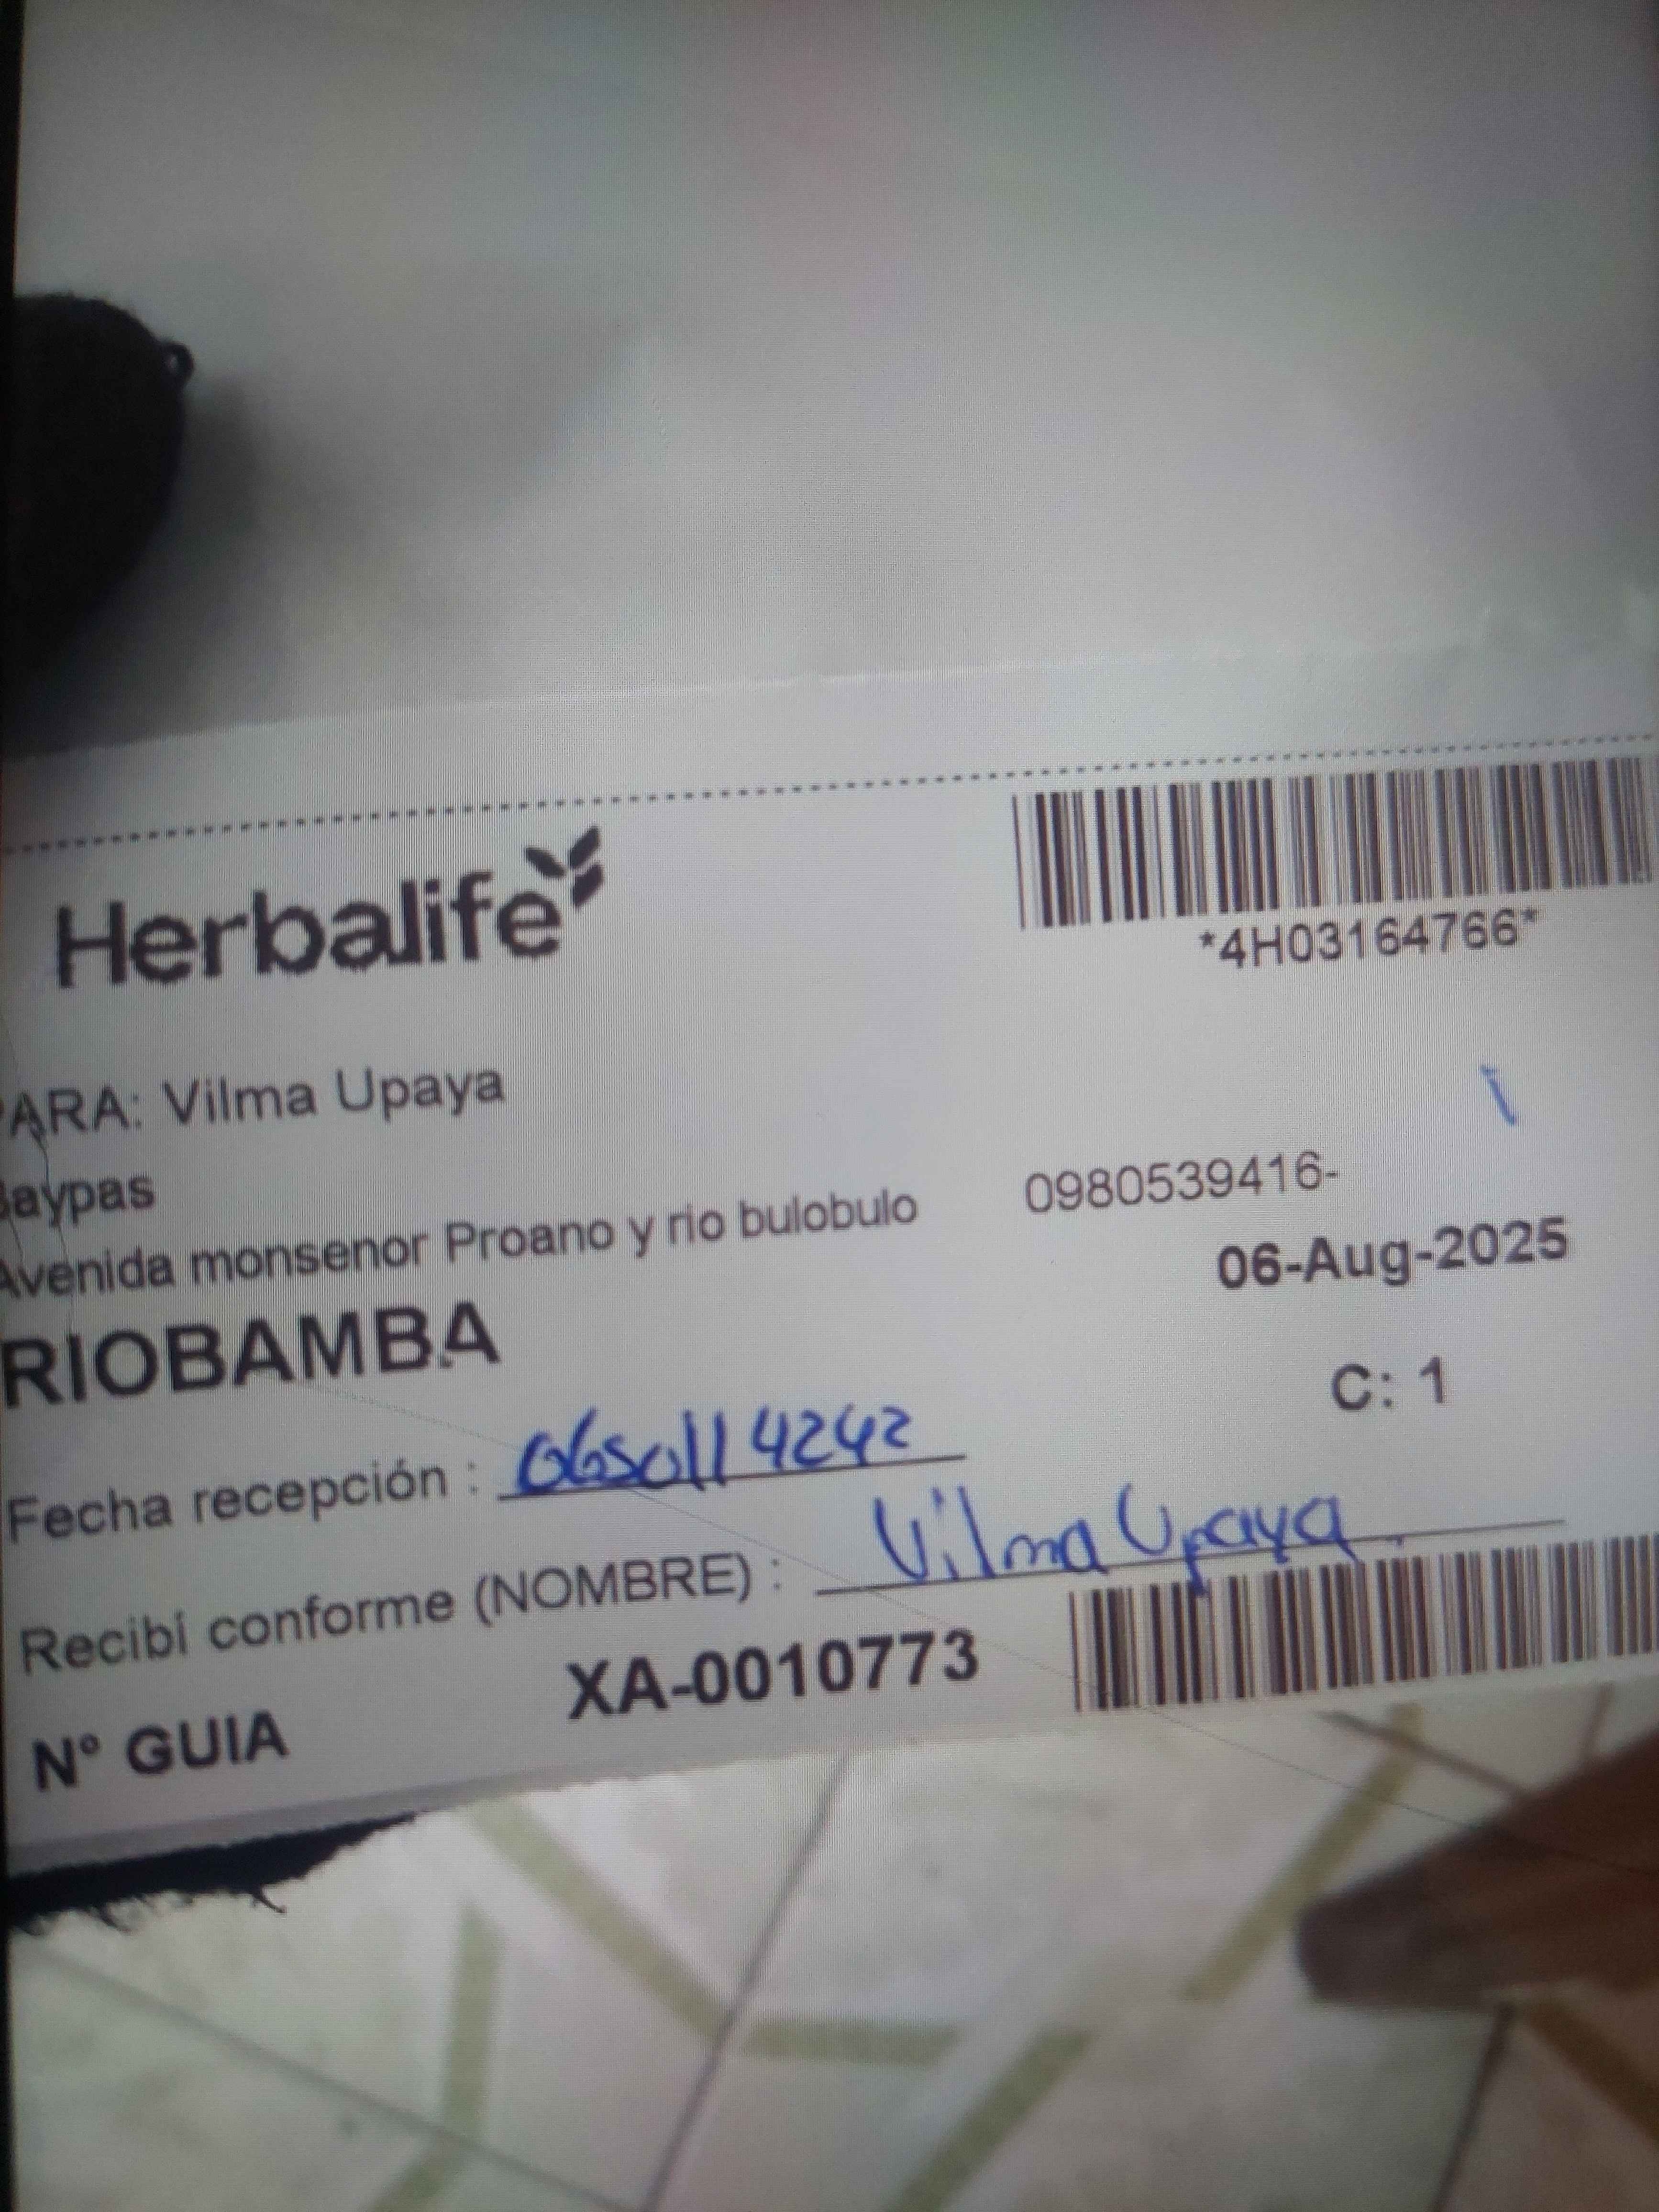 Herbalife
*4H03164766*
PARA: Vilma Upaya
Baypas
Avenida monsenor Proano y rio bulobulo
0980539416-
06-Aug-2025
RIOBAMBA
C: 1
Fecha recepción : 0650114242
Recibí conforme (NOMBRE) : Vilma Upaya
N° GUIA XA-0010773